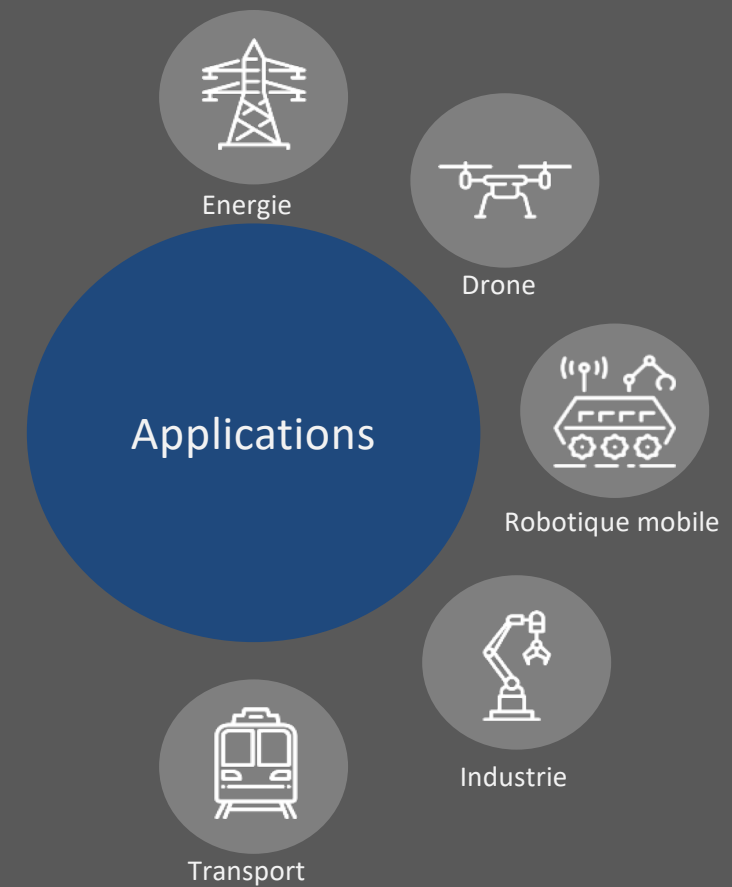 Energie
Drone
Applications
Robotique mobile
Industrie
Transport